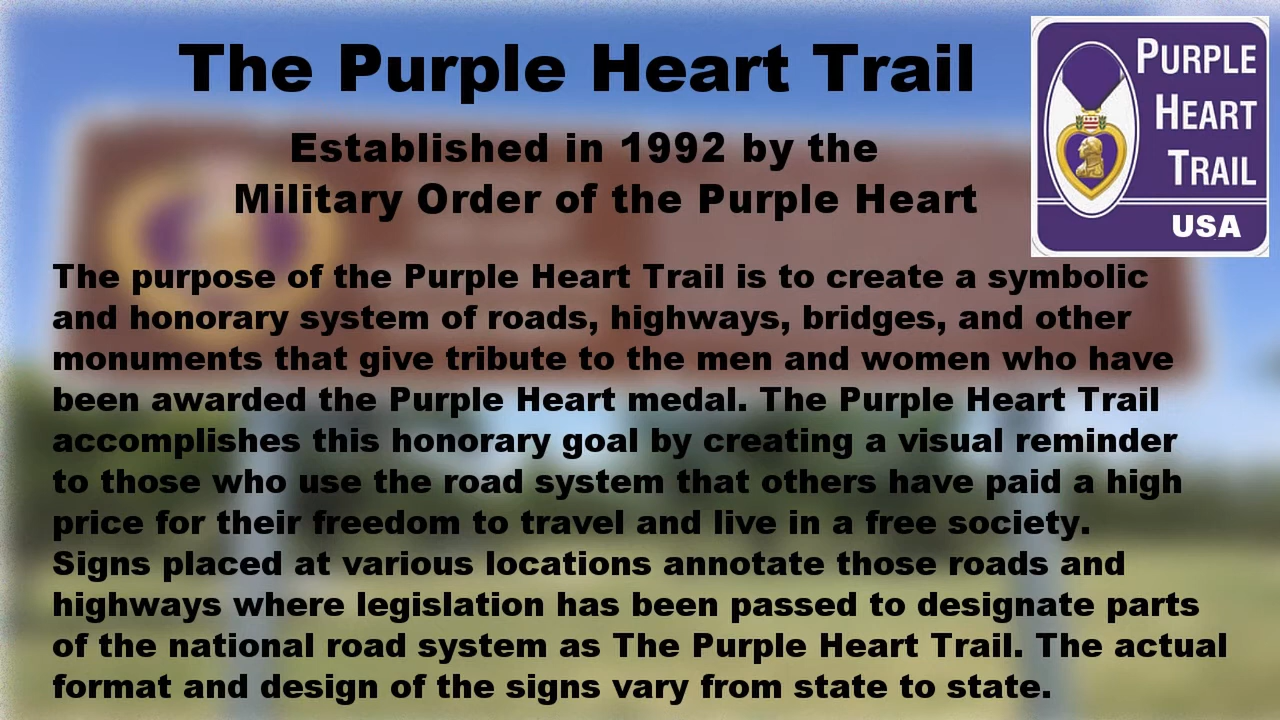 The Purple Heart Trail
PURPLE
HEART
TRAIL
USA
Established in 1992 by the
Military Order of the Purple Heart
The purpose of the Purple Heart Trail is to create a symbolic
and honorary system of roads, highways, bridges, and other
monuments that give tribute to the men and women who have
been awarded the Purple Heart medal. The Purple Heart Trail
accomplishes this honorary goal by creating a visual reminder
to those who use the road system that others have paid a high
price for their freedom to travel and live in a free society.
Signs placed at various locations annotate those roads and
highways where legislation has been passed to designate parts
of the national road system as The Purple Heart Trail. The actual
format and design of the signs vary from state to state.